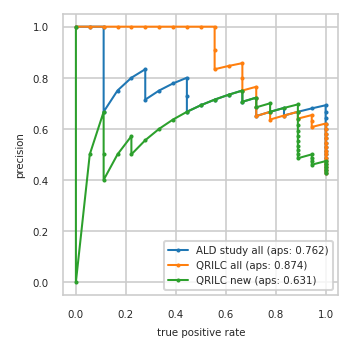 1.0
0.8
0.6
0.4
0.2
0.0
precision
0.0 0.2 0.4 0.6 0.8 1.0
true positive rate
ALD study all (aps: 0.762)
QRILC all (aps: 0.874)
QRILC new (aps: 0.631)